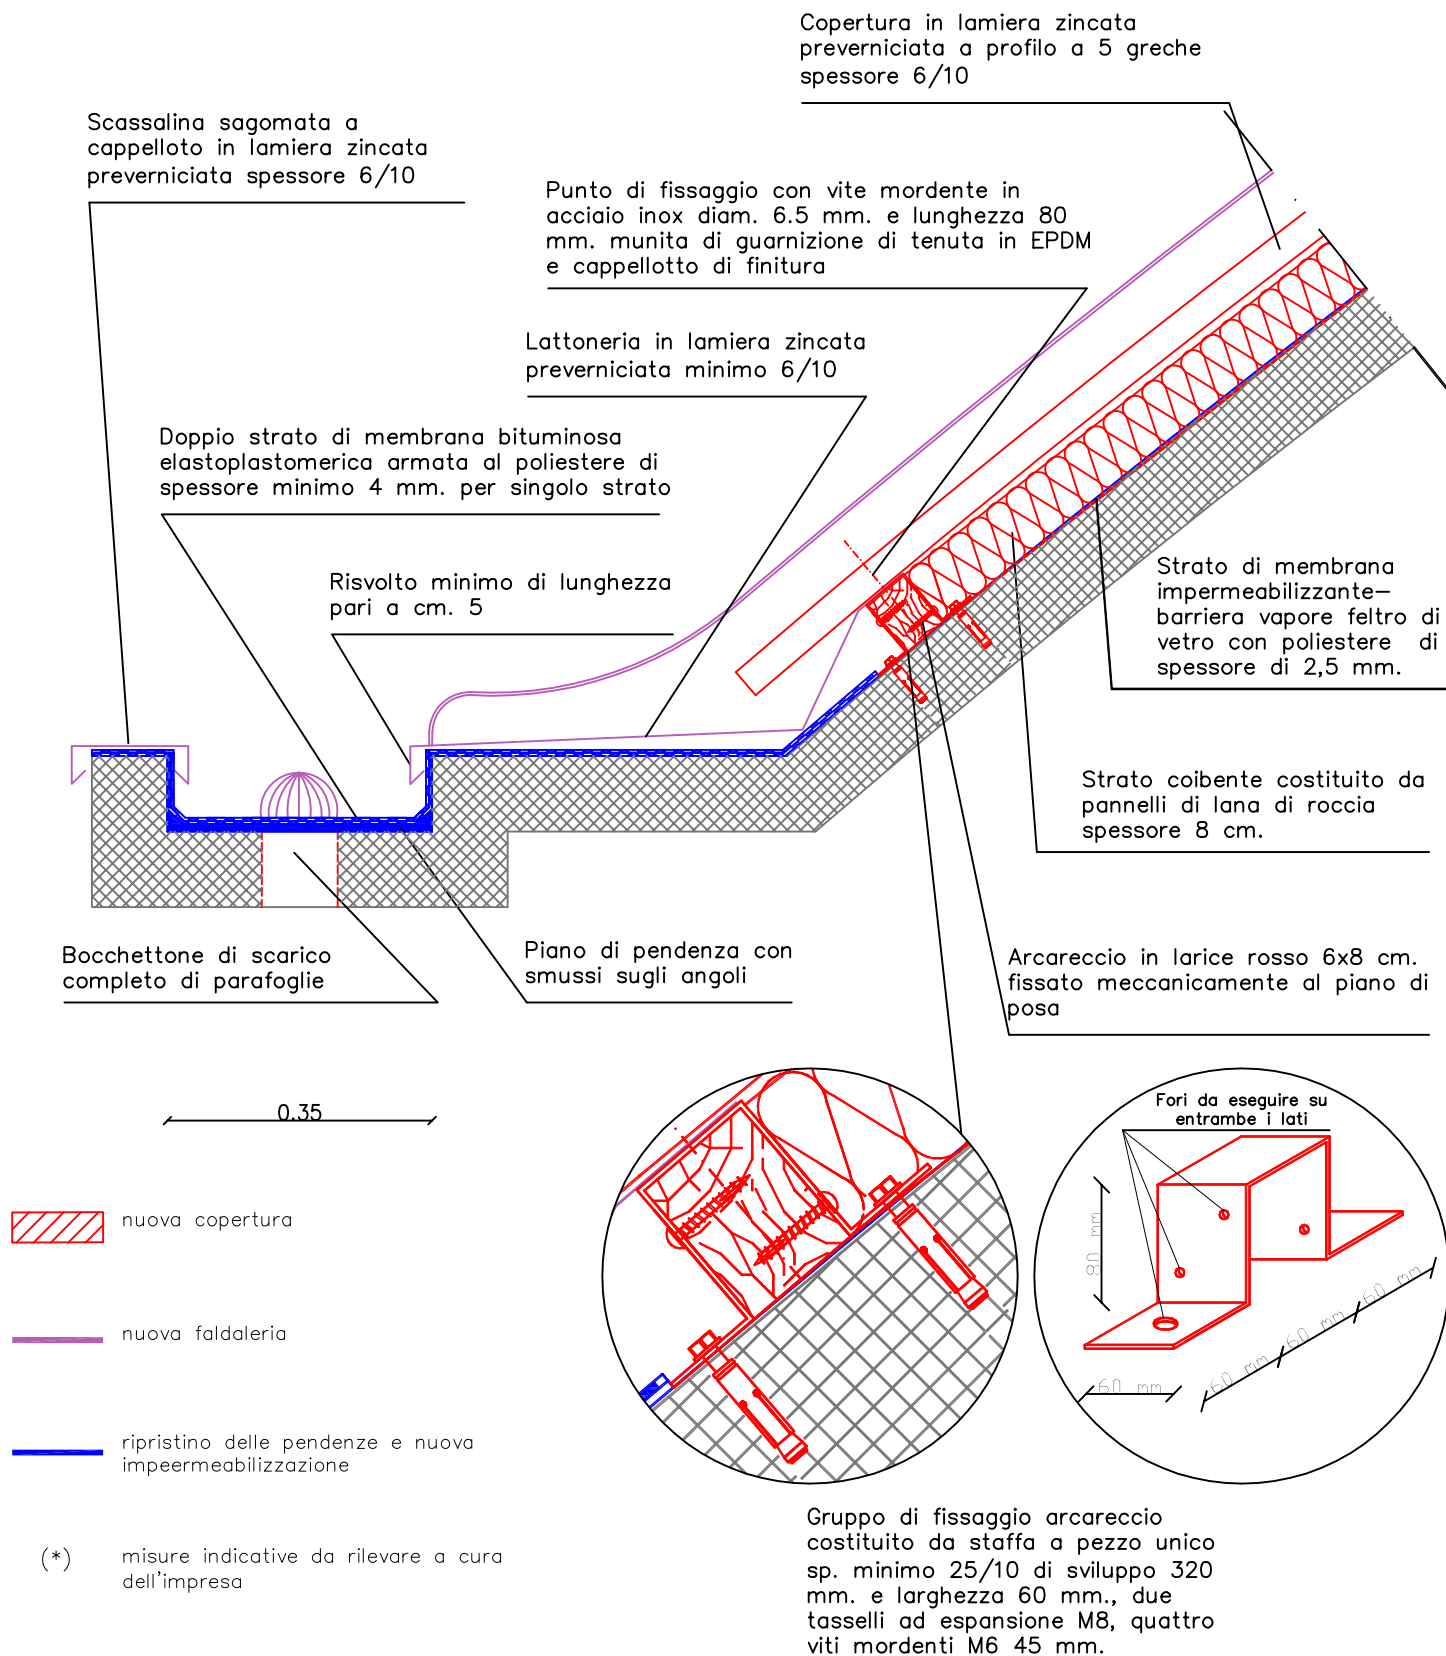 Copertura in lamiera zincata
preverniciata a profilo a 5 greche
spessore 6/10
Scassalina sagomata a
cappelloto in lamiera zincata
preverniciata spessore 6/10
Punto di fissaggio con vite mordente in
acciaio inox diam. 6.5 mm. e lunghezza 80
mm. munita di guarnizione di tenuta in EPDM
e cappellotto di finitura
Lattoneria in lamiera zincata
preverniciata minimo 6/10
Doppio strato di membrana bituminosa
elastoplastomerica armata al poliestere di
spessore minimo 4 mm. per singolo strato
Risvolto minimo di lunghezza
pari a cm. 5
Strato di membrana
impermeabilizzante-
barriera vapore feltro di
vetro con poliestere di
spessore di 2,5 mm.
Strato coibente costituito da
pannelli di lana di roccia
spessore 8 cm.
Bocchettone di scarico
completo di parafoglie
Piano di pendenza con
smussi sugli angoli
Arcareccio in larice rosso 6x8 cm.
fissato meccanicamente al piano di
posa
0.35
Fori da eseguire su
entrambe i lati
80 mm
60 mm
60 mm
60 mm
60 mm
nuova copertura
nuova faldaleria
ripristino delle pendenze e nuova
impeermeabilizzazione
(*) misure indicative da rilevare a cura
dell'impresa
Gruppo di fissaggio arcareccio
costituito da staffa a pezzo unico
sp. minimo 25/10 di sviluppo 320
mm. e larghezza 60 mm., due
tasselli ad espansione M8, quattro
viti mordenti M6 45 mm.